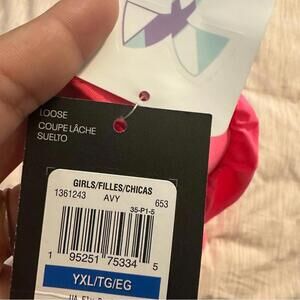 LOOSE
COUPE LÂCHE
SUELTO
GIRLS/FILLES/CHICAS
1361243 AVY 653
35-P1-5
1 95251 75334 5
YXL/TG/EG